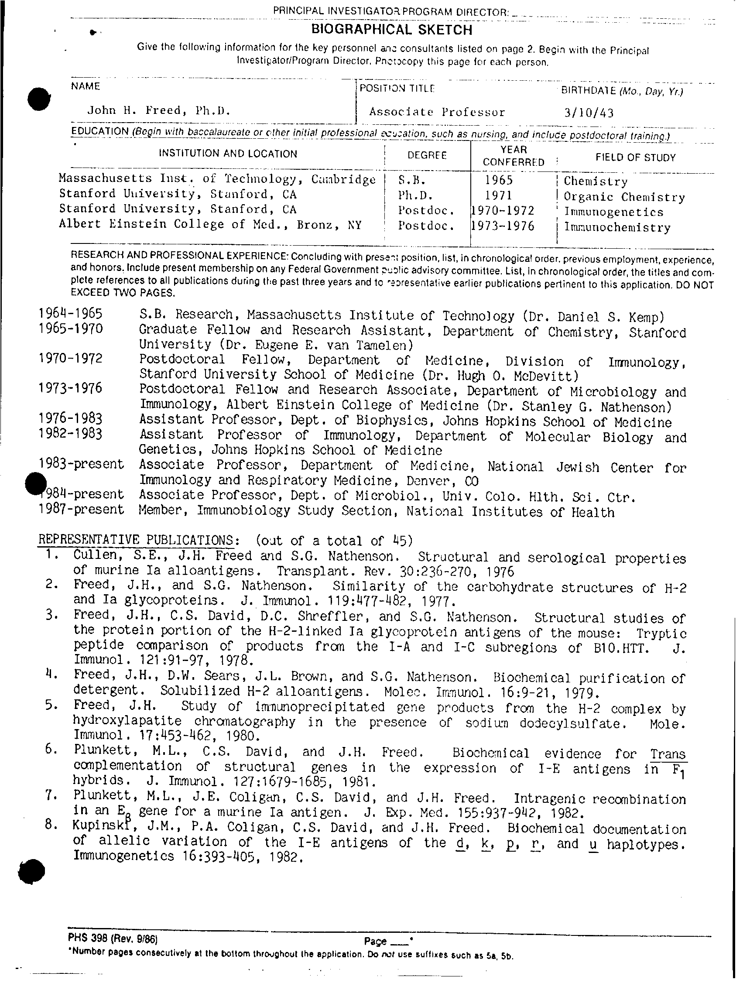 PRINCIPAL INVESTIGATOR/PROGRAM DIRECTOR:
BIOGRAPHICAL SKETCH
Give the following information for the key personnel and consultants listed on page 2. Begin with the Principal
Investigator/Program Director. Photocopy this page for each person.
NAME POSITION TITLE BIRTHDATE (Mo., Day, Yr.)
John H. Freed, Ph.D. Associate Professor 3/10/43
EDUCATION (Begin with baccalaureate or other initial professional education, such as nursing, and include postdoctoral training.)
INSTITUTION AND LOCATION DEGREE YEAR CONFERRED FIELD OF STUDY
Massachusetts Inst. of Technology, Cambridge S.B. 1965 Chemistry
Stanford University, Stanford, CA Ph.D. 1971 Organic Chemistry
Stanford University, Stanford, CA Postdoc. 1970-1972 Immunogenetics
Albert Einstein College of Med., Bronz, NY Postdoc. 1973-1976 Immunochemistry
RESEARCH AND PROFESSIONAL EXPERIENCE: Concluding with present position, list, in chronological order, previous employment, experience,
and honors. Include present membership on any Federal Government public advisory committee. List, in chronological order, the titles and com-
plete references to all publications during the past three years and to representative earlier publications pertinent to this application. DO NOT
EXCEED TWO PAGES.
1964-1965 S.B. Research, Massachusetts Institute of Technology (Dr. Daniel S. Kemp)
1965-1970 Graduate Fellow and Research Assistant, Department of Chemistry, Stanford
University (Dr. Eugene E. van Tamelen)
1970-1972 Postdoctoral Fellow, Department of Medicine, Division of Immunology,
Stanford University School of Medicine (Dr. Hugh O. McDevitt)
1973-1976 Postdoctoral Fellow and Research Associate, Department of Microbiology and
Immunology, Albert Einstein College of Medicine (Dr. Stanley G. Nathenson)
1976-1983 Assistant Professor, Dept. of Biophysics, Johns Hopkins School of Medicine
1982-1983 Assistant Professor of Immunology, Department of Molecular Biology and
Genetics, Johns Hopkins School of Medicine
1983-present Associate Professor, Department of Medicine, National Jewish Center for
Immunology and Respiratory Medicine, Denver, CO
1984-present Associate Professor, Dept. of Microbiol., Univ. Colo. Hlth. Sci. Ctr.
1987-present Member, Immunobiology Study Section, National Institutes of Health
REPRESENTATIVE PUBLICATIONS: (out of a total of 45)
1. Cullen, S.E., J.H. Freed and S.G. Nathenson. Structural and serological properties
of murine Ia alloantigens. Transplant. Rev. 30:236-270, 1976
2. Freed, J.H., and S.G. Nathenson. Similarity of the carbohydrate structures of H-2
and Ia glycoproteins. J. Immunol. 119:477-482, 1977.
3. Freed, J.H., C.S. David, D.C. Shreffler, and S.G. Nathenson. Structural studies of
the protein portion of the H-2-linked Ia glycoprotein antigens of the mouse: Tryptic
peptide comparison of products from the I-A and I-C subregions of B10.HTT. J.
Immunol. 121:91-97, 1978.
4. Freed, J.H., D.W. Sears, J.L. Brown, and S.G. Nathenson. Biochemical purification of
detergent. Solubilized H-2 alloantigens. Molec. Immunol. 16:9-21, 1979.
5. Freed, J.H. Study of immunoprecipitated gene products from the H-2 complex by
hydroxylapatite chromatography in the presence of sodium dodecylsulfate. Mole.
Immunol. 17:453-462, 1980.
6. Plunkett, M.L., C.S. David, and J.H. Freed. Biochemical evidence for Trans
complementation of structural genes in the expression of I-E antigens in F1
hybrids. J. Immunol. 127:1679-1685, 1981.
7. Plunkett, M.L., J.E. Coligan, C.S. David, and J.H. Freed. Intragenic recombination
in an Eβ gene for a murine Ia antigen. J. Exp. Med. 155:937-942, 1982.
8. Kupinski, J.M., P.A. Coligan, C.S. David, and J.H. Freed. Biochemical documentation
of allelic variation of the I-E antigens of the d, k, p, r, and u haplotypes.
Immunogenetics 16:393-405, 1982.
PHS 398 (Rev. 9/86) Page ___*
*Number pages consecutively at the bottom throughout the application. Do not use suffixes such as 5a, 5b.